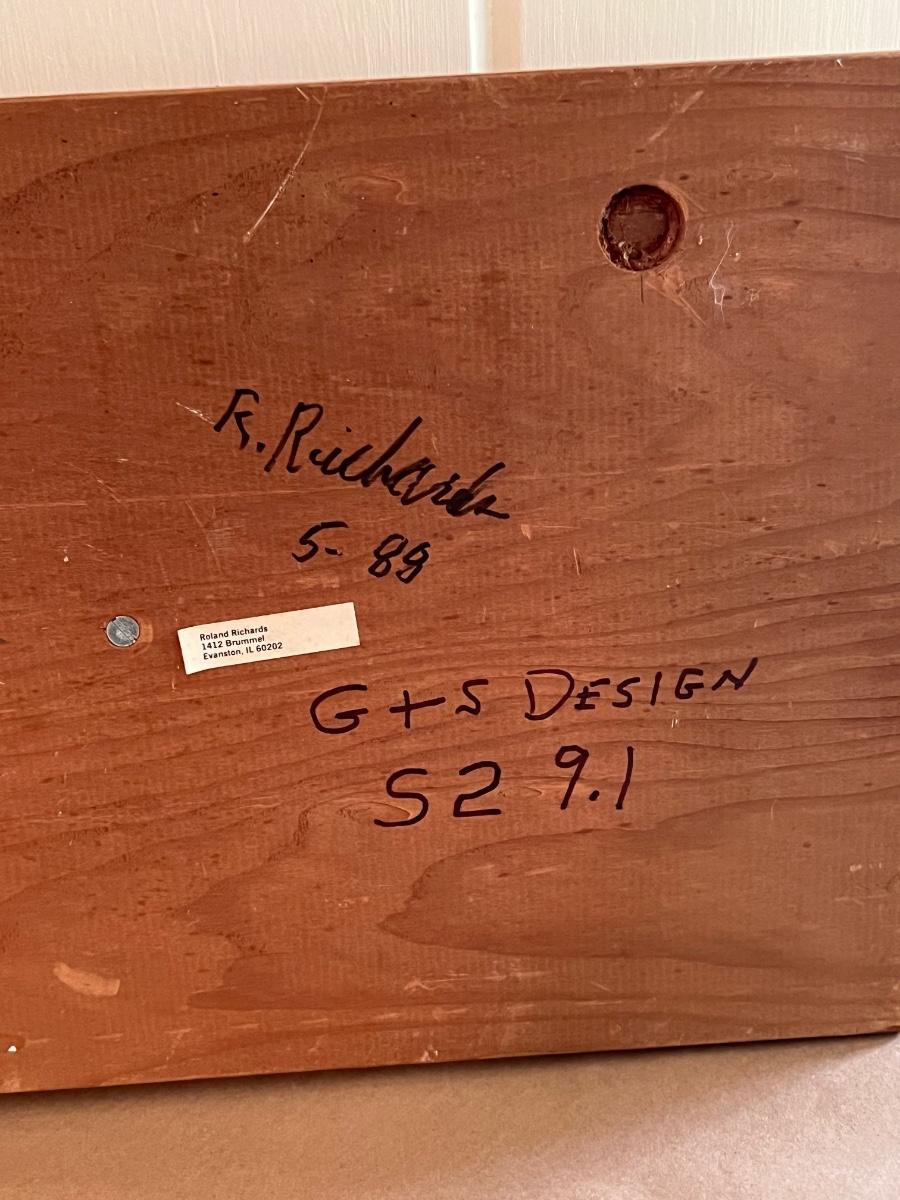 R. Richards
5-89
Roland Richards
1412 Brummel
Evanston, IL 60202
G+S DESIGN
S2 9.1